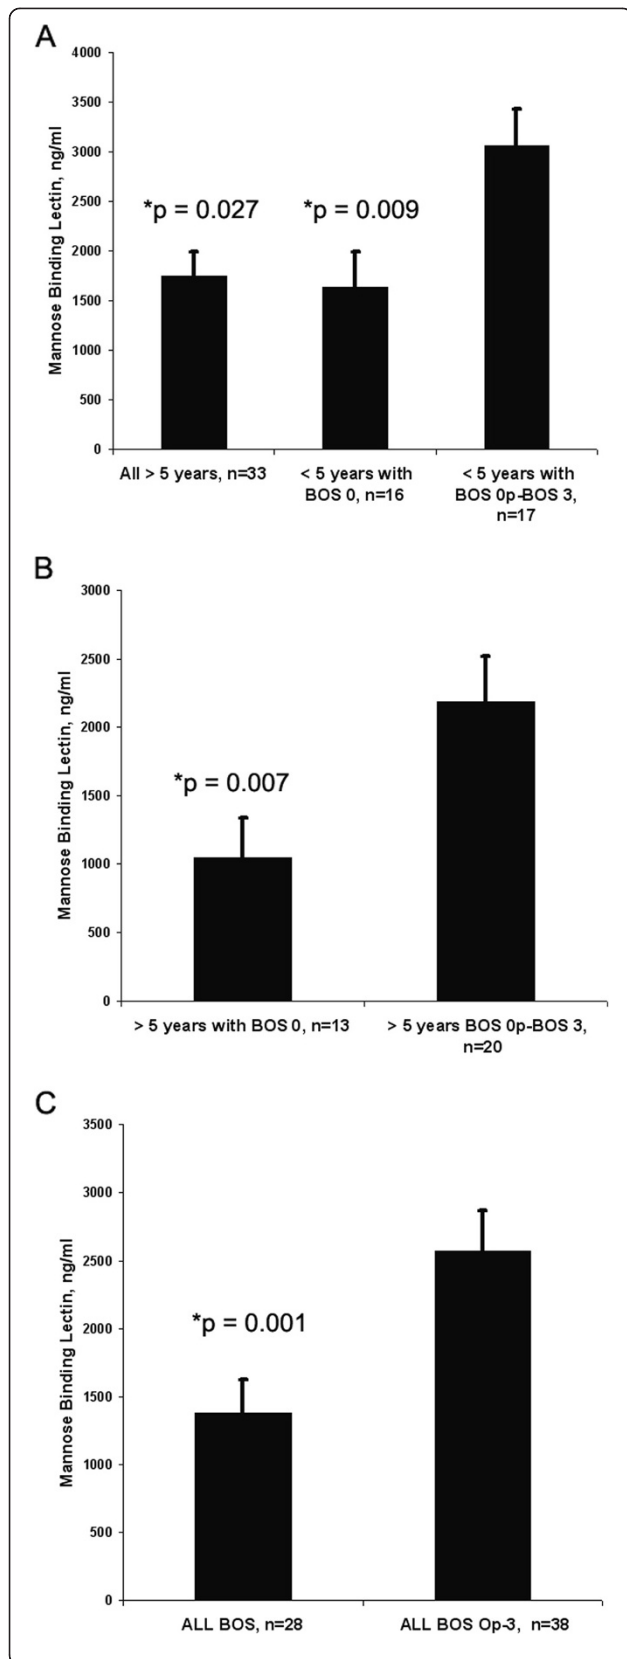 A
Mannose Binding Lectin, ng/ml
4000
3500
3000
2500
2000
1500
1000
500
0
*p = 0.027
*p = 0.009
All > 5 years, n=33
< 5 years with
BOS 0, n=16
< 5 years with
BOS 0p-BOS 3,
n=17
B
Mannose Binding Lectin, ng/ml
3000
2500
2000
1500
1000
500
0
*p = 0.007
> 5 years with BOS 0, n=13
> 5 years BOS 0p-BOS 3,
n=20
C
Mannose Binding Lectin, ng/ml
3500
3000
2500
2000
1500
1000
500
0
*p = 0.001
ALL BOS, n=28
ALL BOS Op-3, n=38